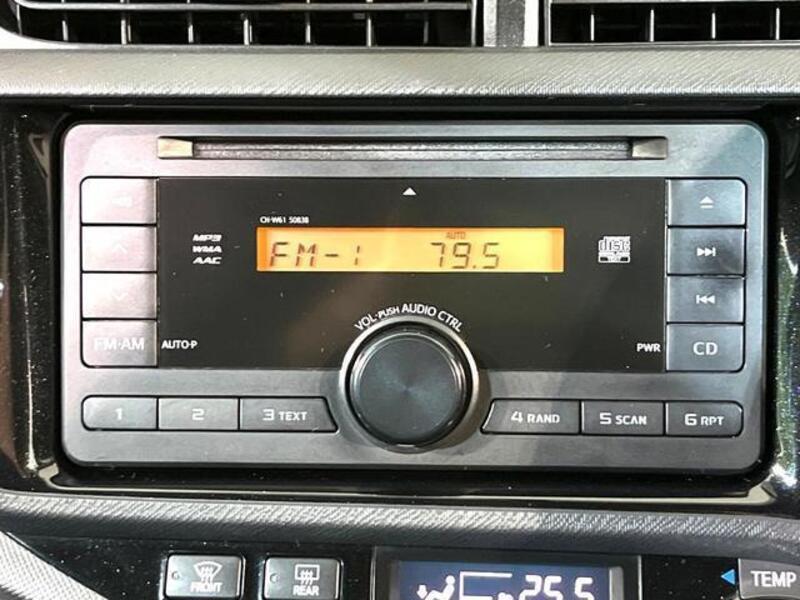 CH-W61 50838
MP3
WMA
AAC
AUTO
FM-1 79.5
disc
TEXT
VOL·PUSH AUDIO CTRL
FM·AM
AUTO·P
PWR
CD
1
2
3 TEXT
4 RAND
5 SCAN
6 RPT
FRONT
REAR
25.5
TEMP